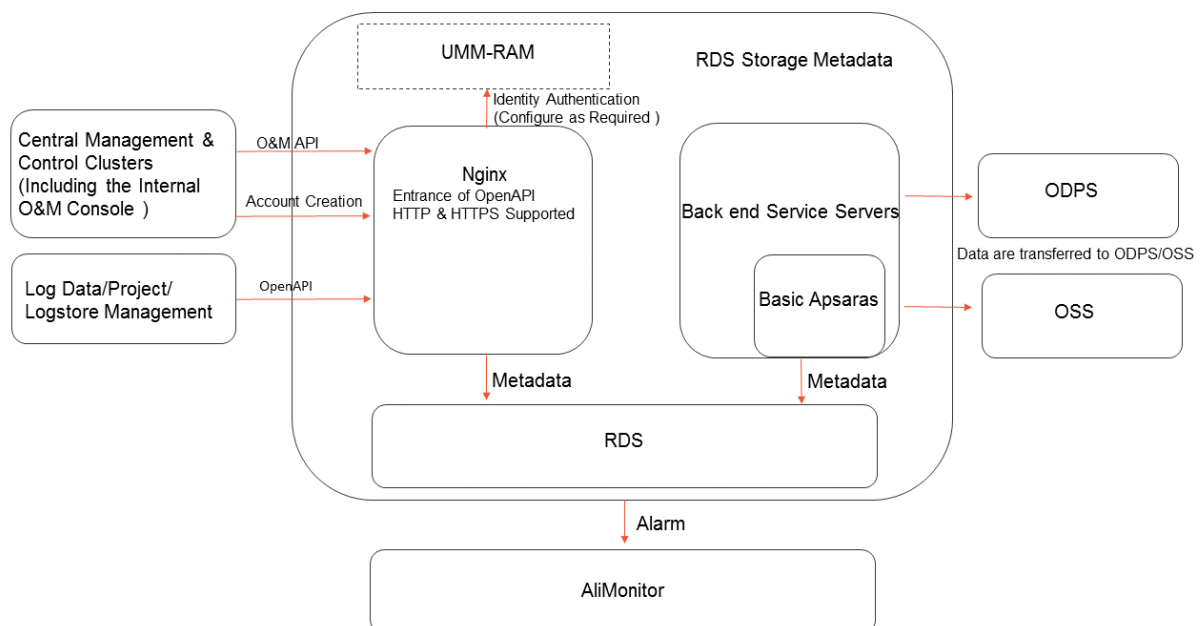 UMM-RAM
RDS Storage Metadata
Identity Authentication
(Configure as Required )
Central Management &
Control Clusters
(Including the Internal
O&M Console )
O&M API
Account Creation
Nginx
Entrance of OpenAPI
HTTP & HTTPS Supported
Back end Service Servers
Basic Apsaras
ODPS
Data are transferred to ODPS/OSS
OSS
Log Data/Project/
Logstore Management
OpenAPI
Metadata
Metadata
RDS
Alarm
AliMonitor